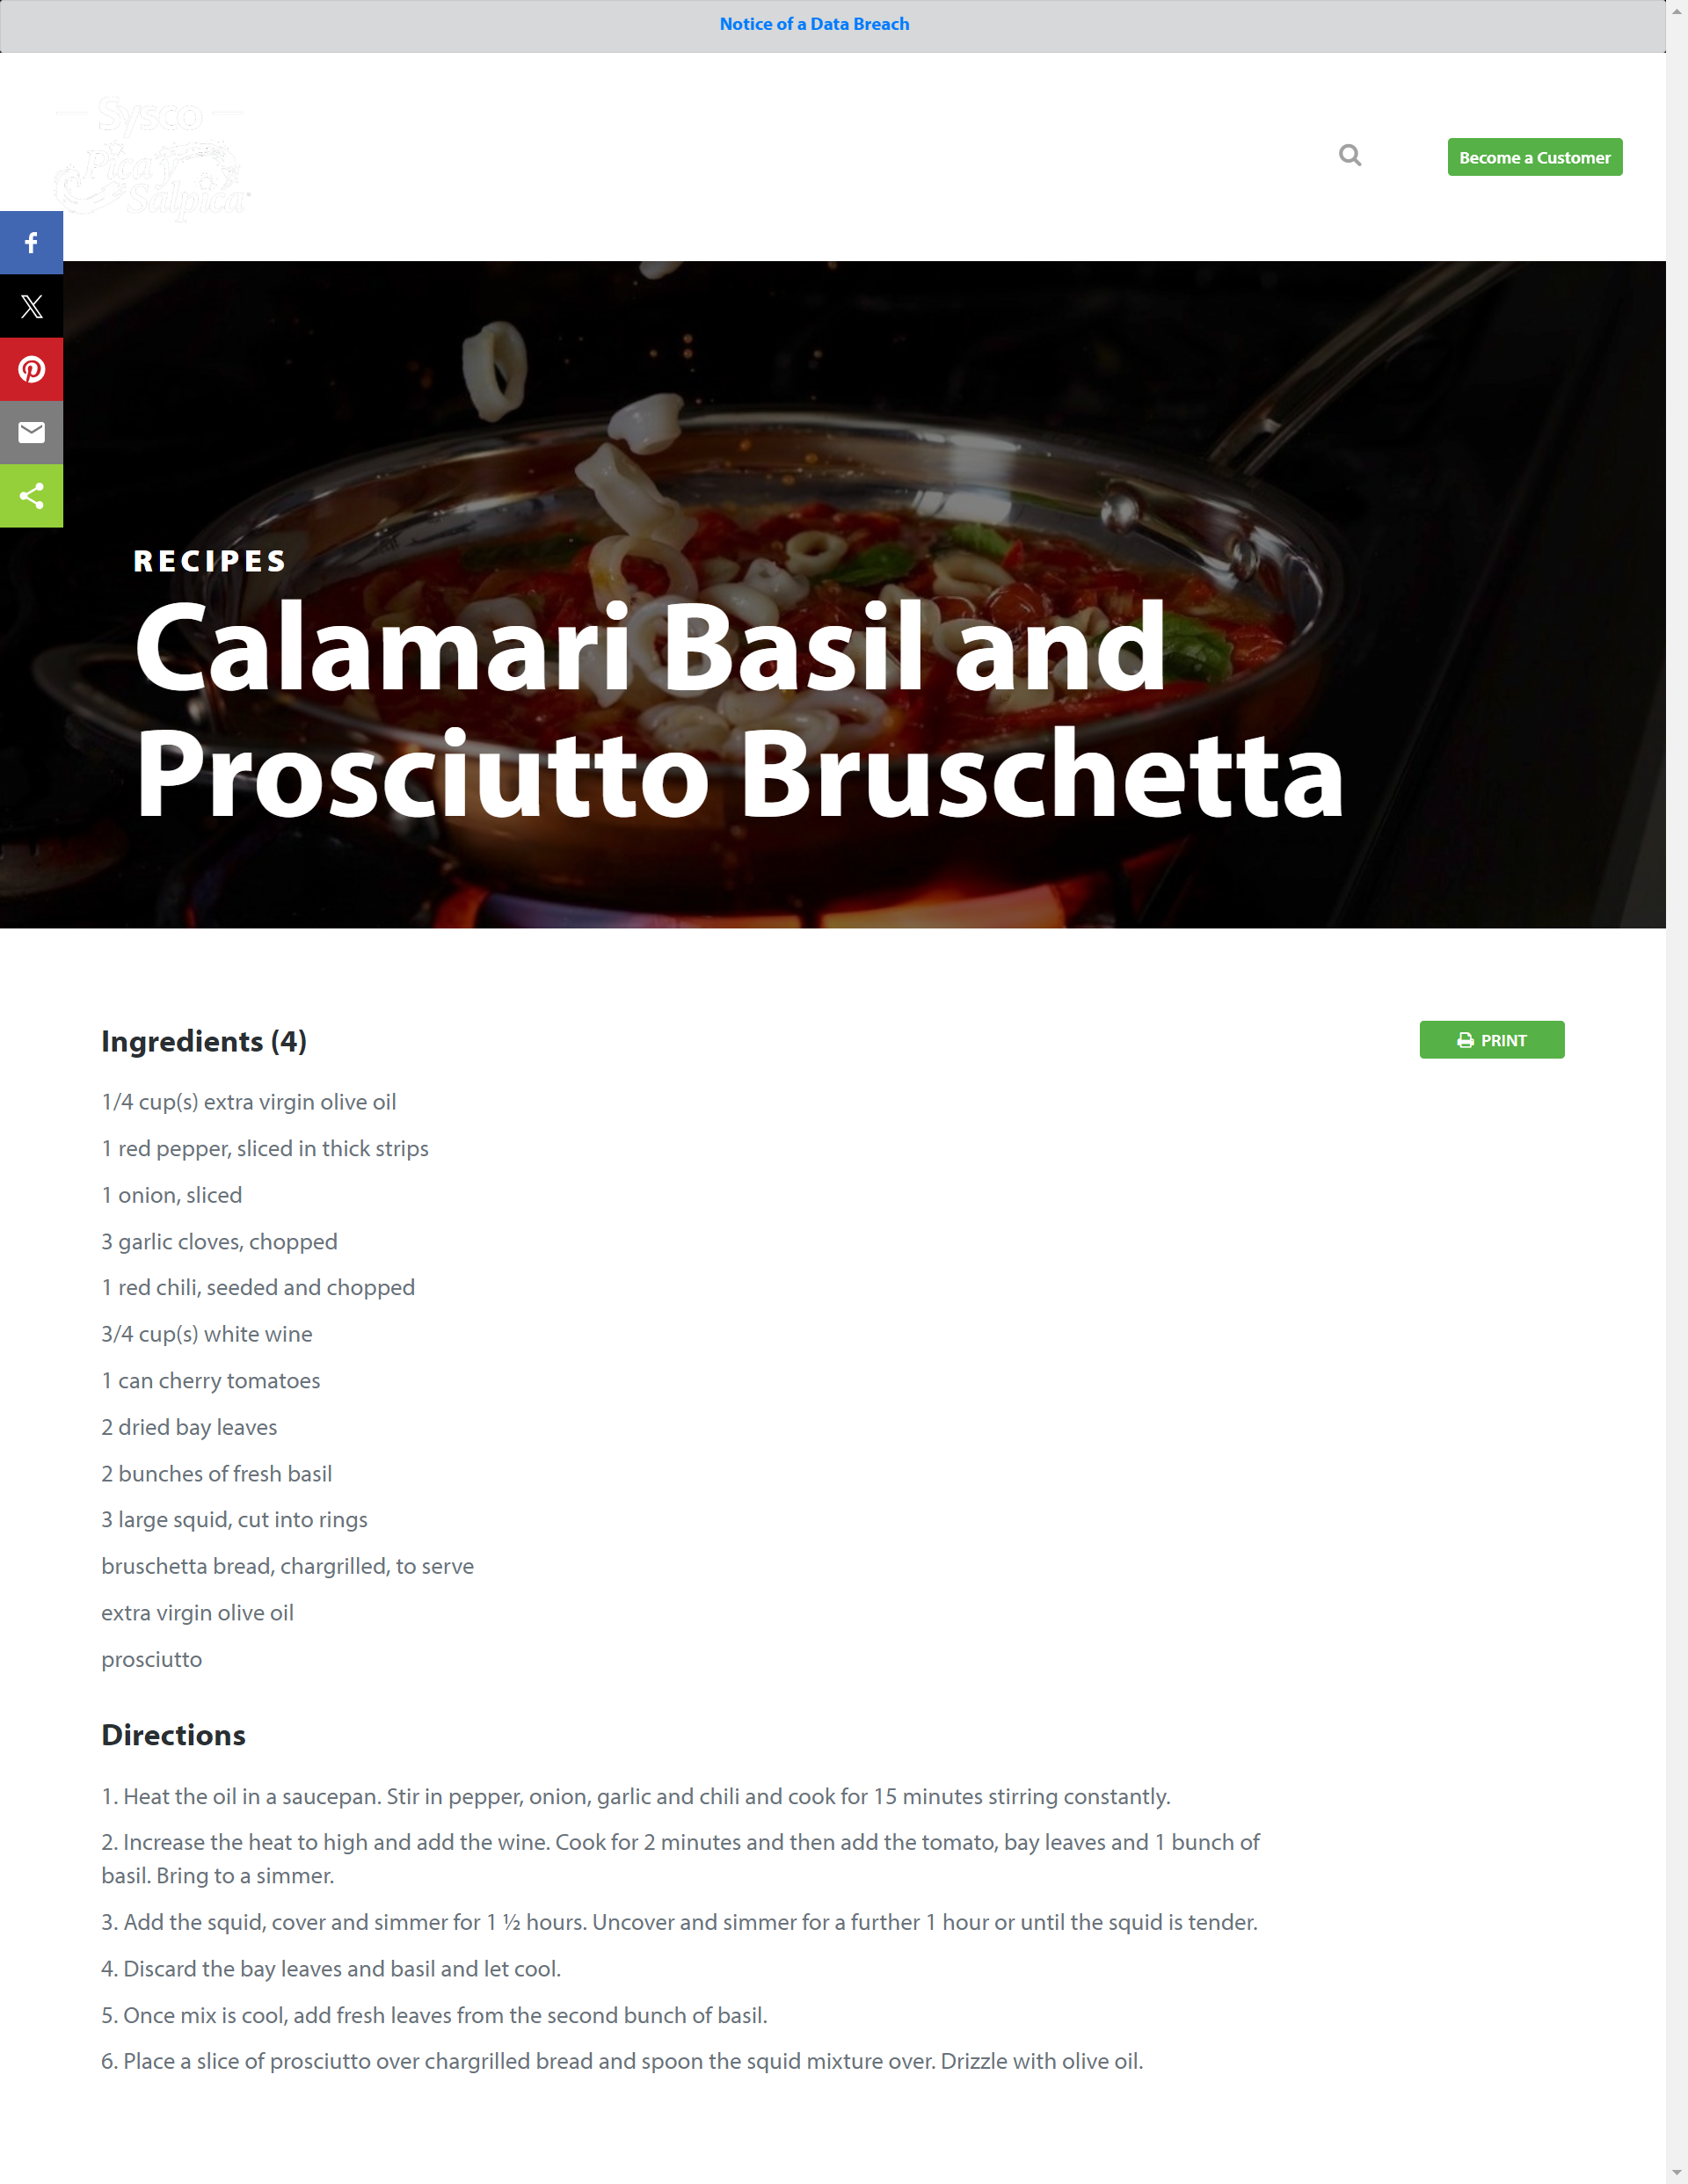 Notice of a Data Breach
Sysco
Pica y
Salpica
Become a Customer
RECIPES
Calamari Basil and
Prosciutto Bruschetta
Ingredients (4)
PRINT
1/4 cup(s) extra virgin olive oil
1 red pepper, sliced in thick strips
1 onion, sliced
3 garlic cloves, chopped
1 red chili, seeded and chopped
3/4 cup(s) white wine
1 can cherry tomatoes
2 dried bay leaves
2 bunches of fresh basil
3 large squid, cut into rings
bruschetta bread, chargrilled, to serve
extra virgin olive oil
prosciutto
Directions
1. Heat the oil in a saucepan. Stir in pepper, onion, garlic and chili and cook for 15 minutes stirring constantly.
2. Increase the heat to high and add the wine. Cook for 2 minutes and then add the tomato, bay leaves and 1 bunch of
basil. Bring to a simmer.
3. Add the squid, cover and simmer for 1 ½ hours. Uncover and simmer for a further 1 hour or until the squid is tender.
4. Discard the bay leaves and basil and let cool.
5. Once mix is cool, add fresh leaves from the second bunch of basil.
6. Place a slice of prosciutto over chargrilled bread and spoon the squid mixture over. Drizzle with olive oil.